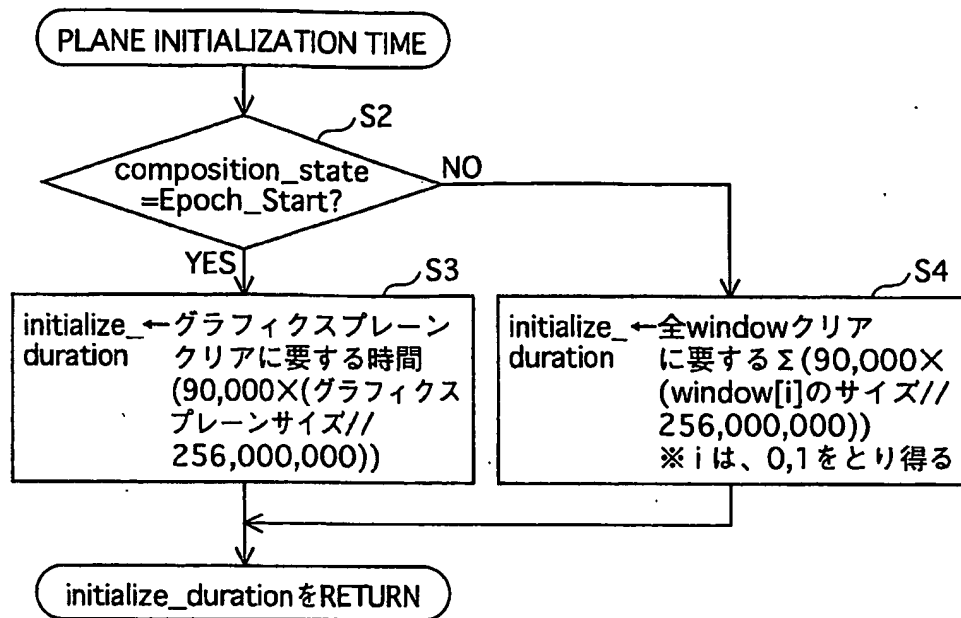 PLANE INITIALIZATION TIME
S2
composition_state
=Epoch_Start?
NO
YES
S3
initialize_←グラフィクスプレーン
duration クリアに要する時間
(90,000×(グラフィクス
プレーンサイズ//
256,000,000))
S4
initialize_←全windowクリア
duration に要するΣ(90,000×
(window[i]のサイズ//
256,000,000))
※iは、0,1をとり得る
initialize_durationをRETURN